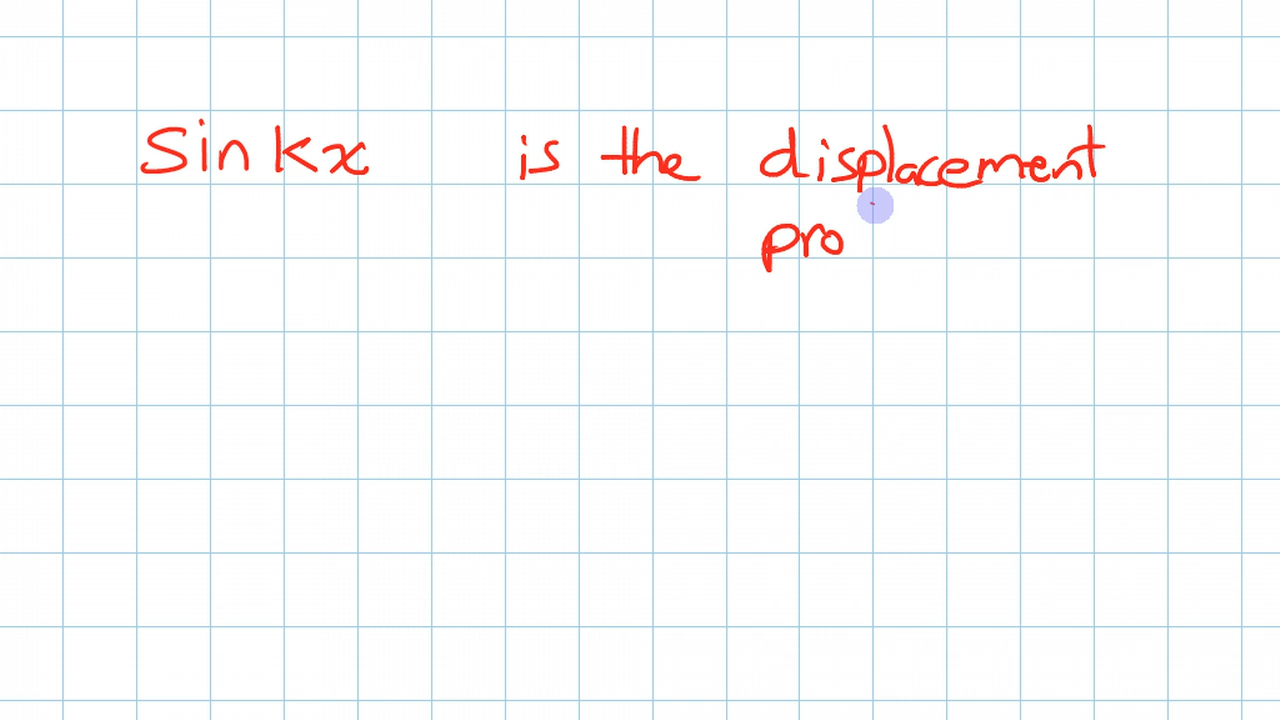 Sin kx is the displacement
pro